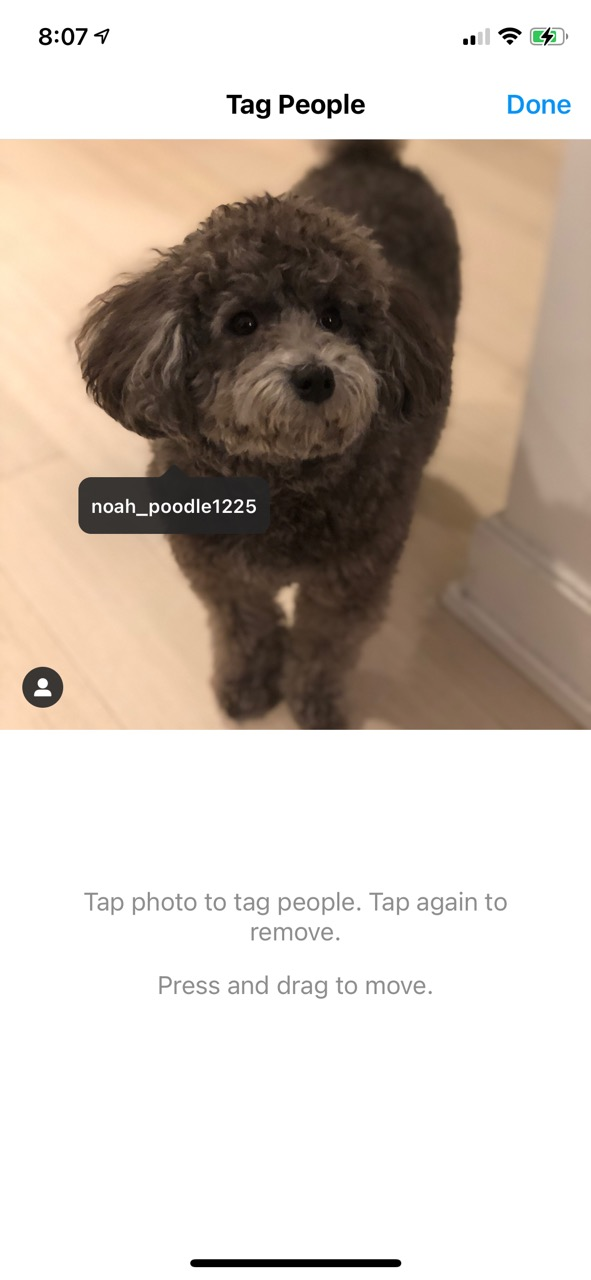 8:07
Tag People
Done
noah_poodle1225
Tap photo to tag people. Tap again to
remove.
Press and drag to move.